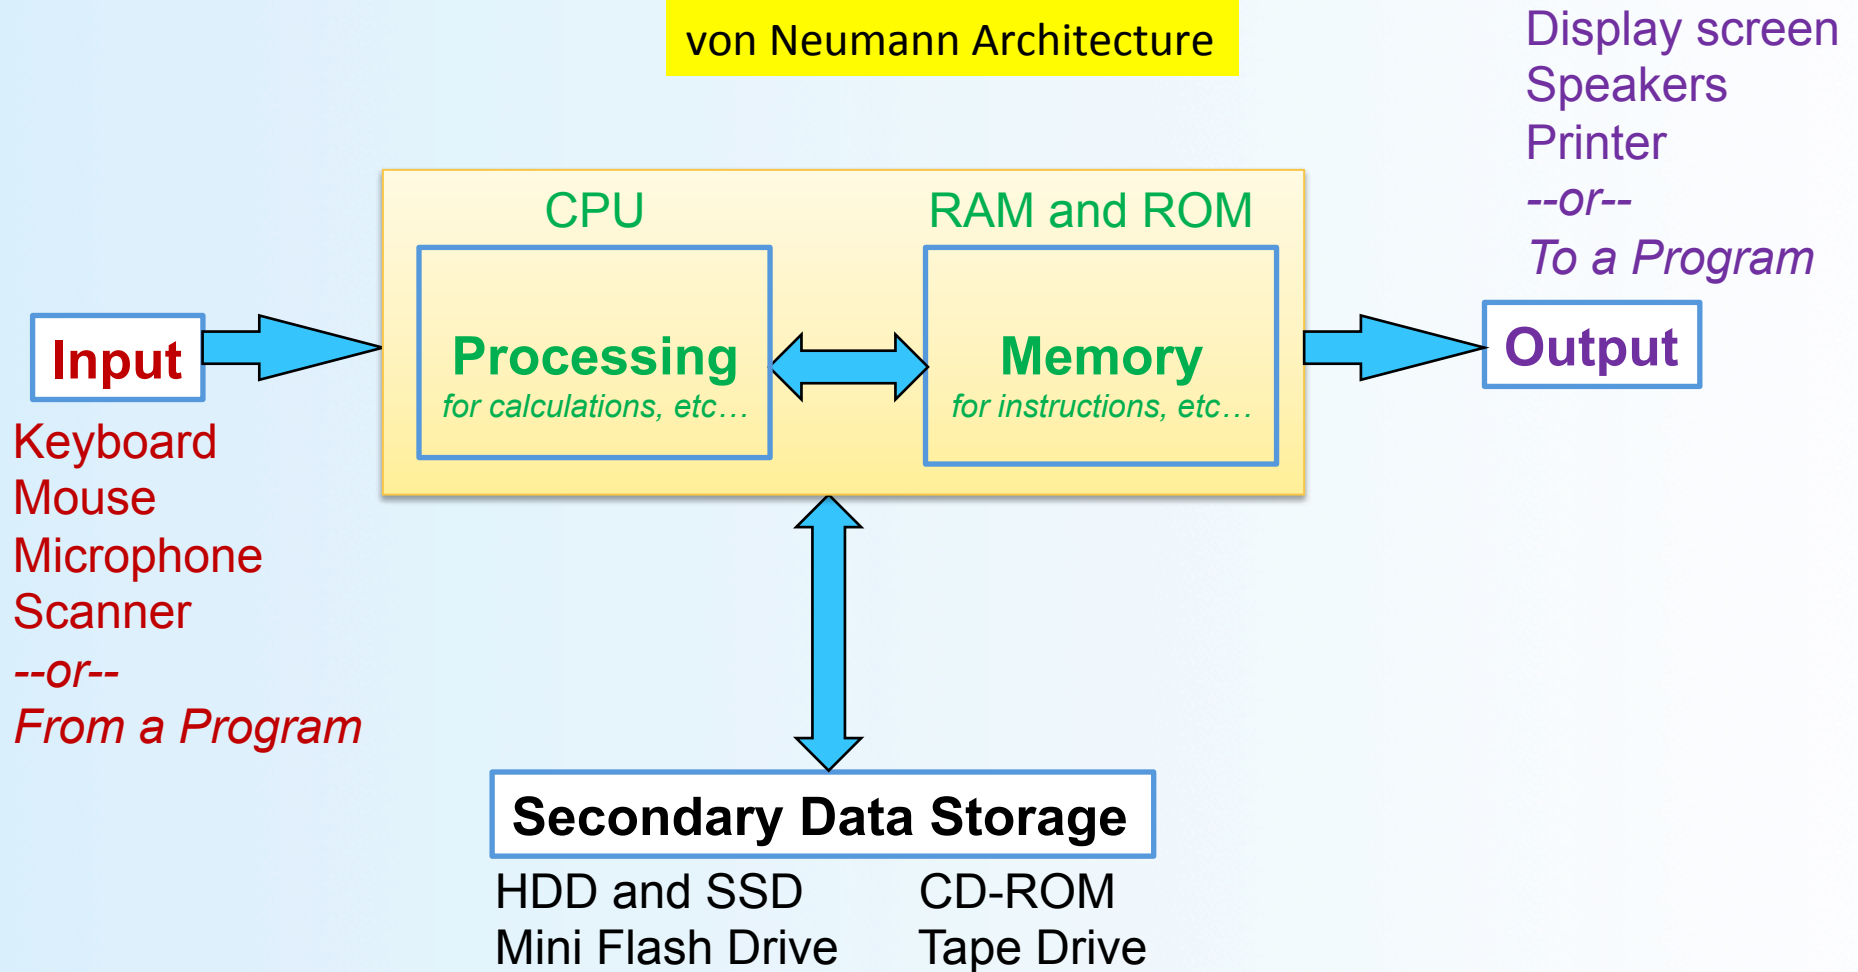 von Neumann Architecture
Display screen
Speakers
Printer
--or--
To a Program
Output
CPU
RAM and ROM
Processing
for calculations, etc…
Memory
for instructions, etc…
Input
Keyboard
Mouse
Microphone
Scanner
--or--
From a Program
Secondary Data Storage
HDD and SSD
CD-ROM
Mini Flash Drive
Tape Drive